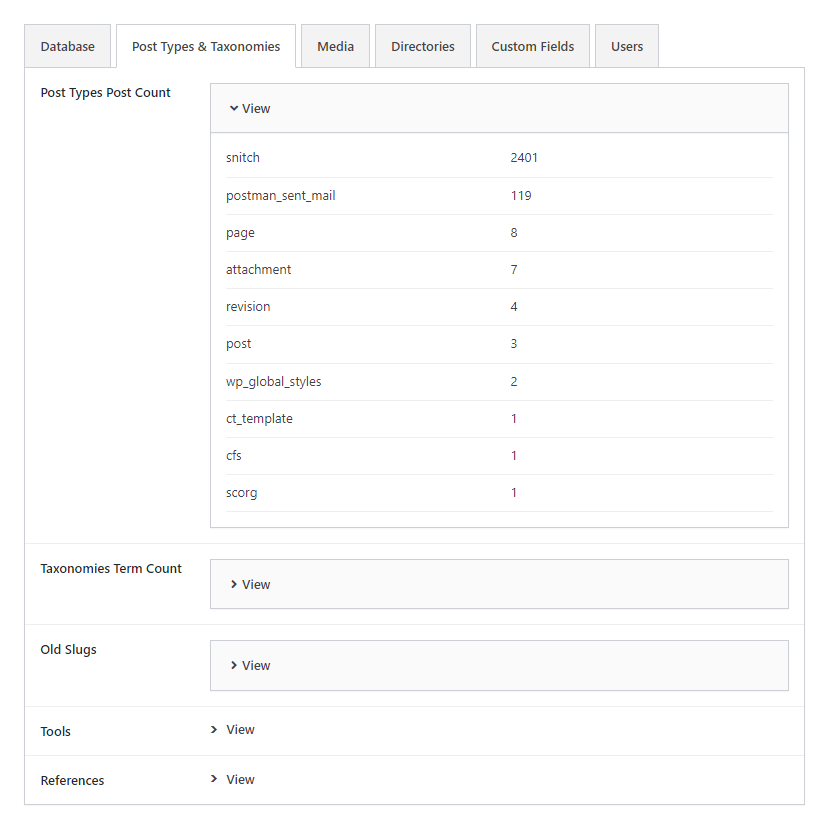 Database Post Types & Taxonomies Media Directories Custom Fields Users
Post Types Post Count
View
snitch 2401
postman_sent_mail 119
page 8
attachment 7
revision 4
post 3
wp_global_styles 2
ct_template 1
cfs 1
scorg 1
Taxonomies Term Count View
Old Slugs View
Tools View
References View